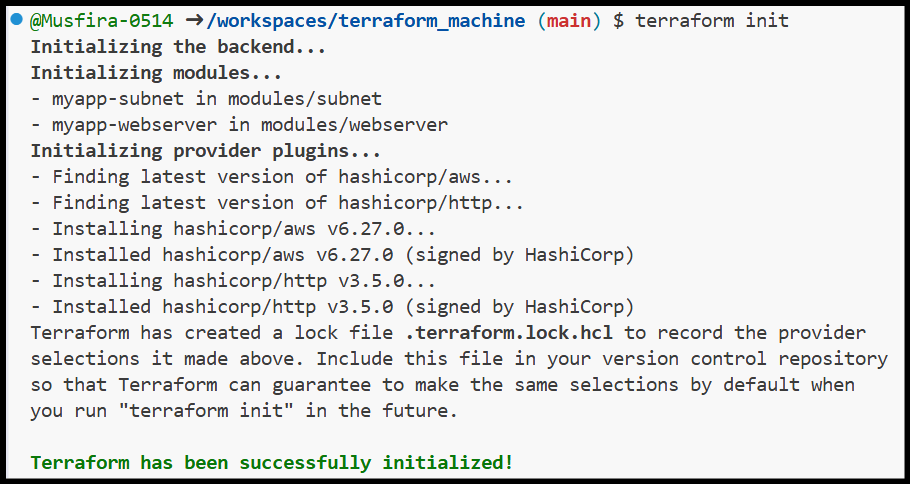 @Musfira-0514 ➜/workspaces/terraform_machine (main) $ terraform init
Initializing the backend...
Initializing modules...
- myapp-subnet in modules/subnet
- myapp-webserver in modules/webserver
Initializing provider plugins...
- Finding latest version of hashicorp/aws...
- Finding latest version of hashicorp/http...
- Installing hashicorp/aws v6.27.0...
- Installed hashicorp/aws v6.27.0 (signed by HashiCorp)
- Installing hashicorp/http v3.5.0...
- Installed hashicorp/http v3.5.0 (signed by HashiCorp)
Terraform has created a lock file .terraform.lock.hcl to record the provider
selections it made above. Include this file in your version control repository
so that Terraform can guarantee to make the same selections by default when
you run "terraform init" in the future.
Terraform has been successfully initialized!